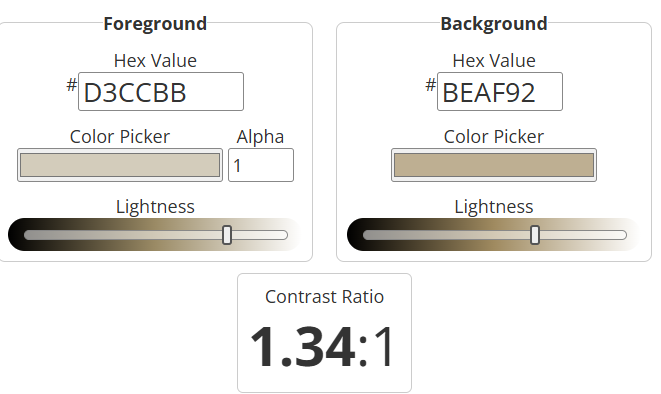 Foreground
Hex Value
# D3CCBB
Color Picker
Alpha
1
Lightness
Background
Hex Value
# BEAF92
Color Picker
Lightness
Contrast Ratio
1.34:1